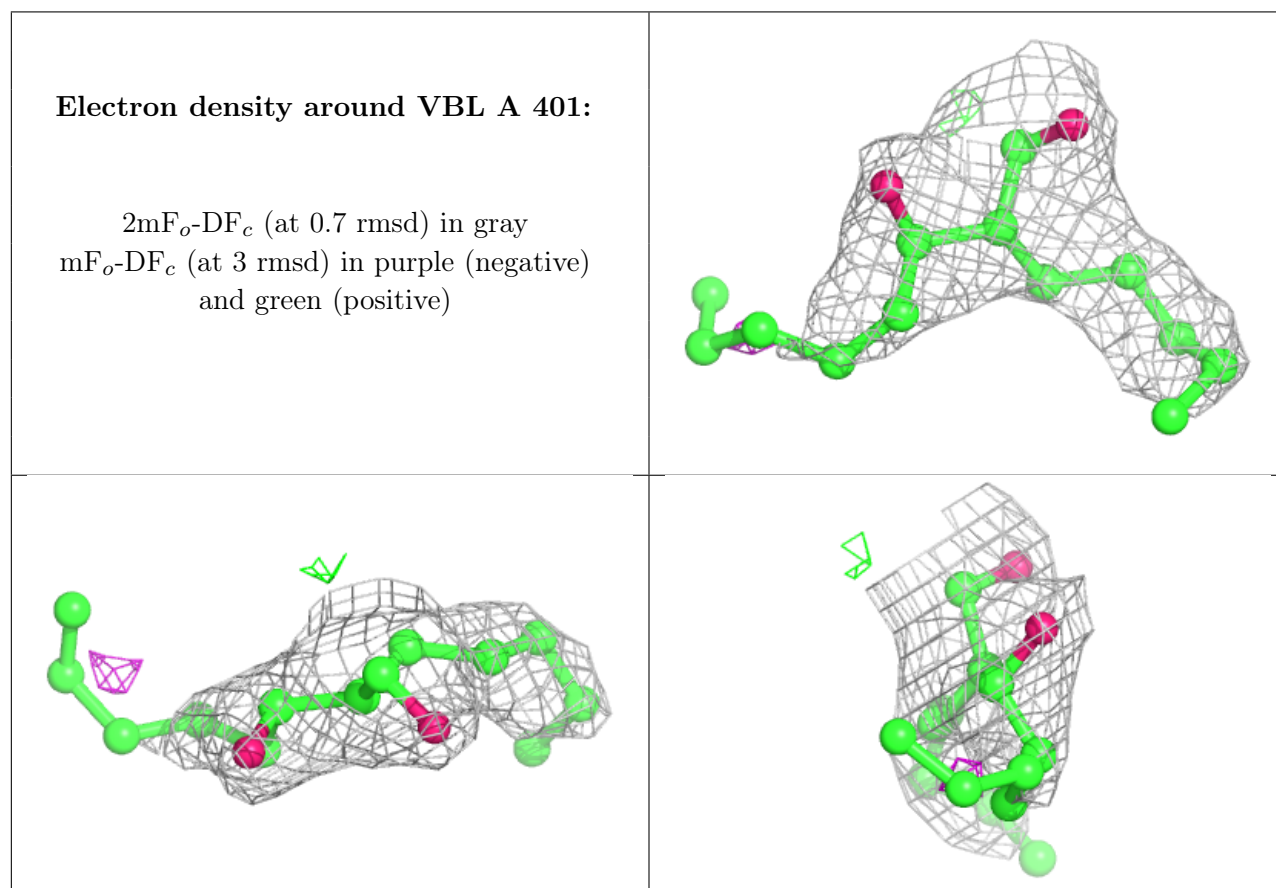 Electron density around VBL A 401:
2mFo-DFc (at 0.7 rmsd) in gray
mFo-DFc (at 3 rmsd) in purple (negative)
and green (positive)